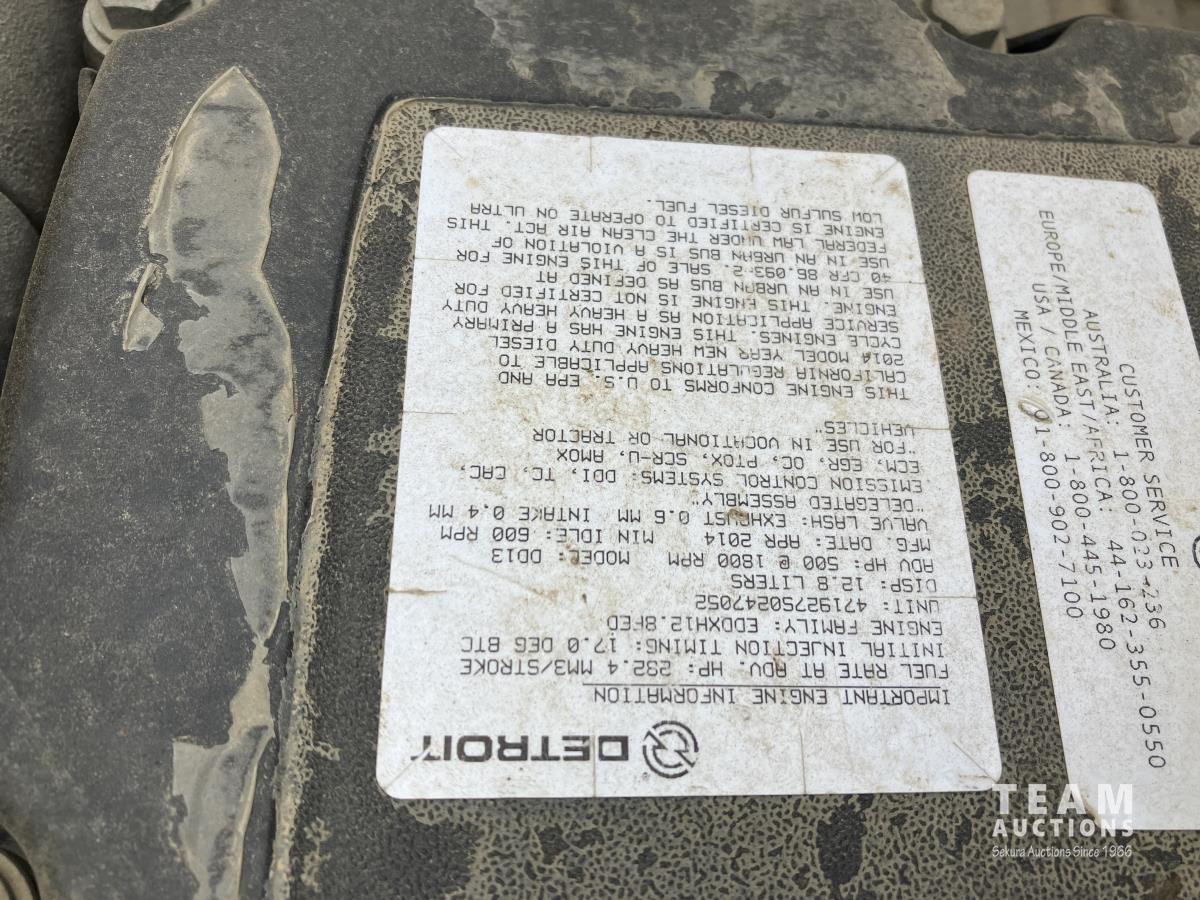 DETROIT
IMPORTANT ENGINE INFORMATION
FUEL RATE AT ADV. HP: 232.4 MM3/STROKE
INITIAL INJECTION TIMING: 17.0 DEG BTC
ENGINE FAMILY: EDDXH12.8FED
UNIT: 471927S0247052
DISP: 12.8 LITERS
ADV HP: 500 @ 1800 RPM MODEL: DD13
MFG. DATE: APR 2014 MIN IDLE: 600 RPM
VALVE LASH: EXHAUST 0.6 MM INTAKE 0.4 MM
"DELEGATED ASSEMBLY"
EMISSION CONTROL SYSTEMS: DDI, TC, CAC,
ECM, EGR, OC, PTOX, SCR-U, AMOX
"FOR USE IN VOCATIONAL OR TRACTOR
VEHICLES"
THIS ENGINE CONFORMS TO U.S. EPA AND
CALIFORNIA REGULATIONS APPLICABLE TO
2014 MODEL YEAR NEW HEAVY DUTY DIESEL
CYCLE ENGINES. THIS ENGINE HAS A PRIMARY
SERVICE APPLICATION AS A HEAVY HEAVY DUTY
ENGINE. THIS ENGINE IS NOT CERTIFIED FOR
USE IN AN URBAN BUS AS DEFINED AT
40 CFR 86.093-2. SALE OF THIS ENGINE FOR
USE IN AN URBAN BUS IS A VIOLATION OF
FEDERAL LAW UNDER THE CLEAN AIR ACT. THIS
ENGINE IS CERTIFIED TO OPERATE ON ULTRA
LOW SULFUR DIESEL FUEL.
CUSTOMER SERVICE
AUSTRALIA: 1-800-023-236
EUROPE/MIDDLE EAST/AFRICA: 44-162-355-0550
USA / CANADA: 1-800-445-1980
MEXICO: 01-800-902-7100
TEAM
AUCTIONS
Sekura Auctions Since 1966